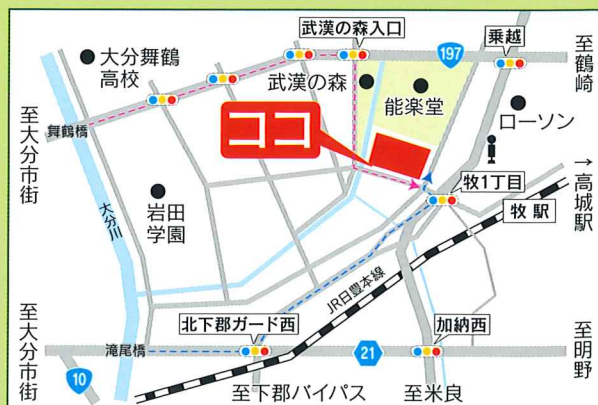 武漢の森入口
乗越
至鶴崎
197
大分舞鶴
高校
武漢の森
能楽堂
ローソン
ココ
舞鶴橋
至大分市街
大分川
岩田
学園
牧1丁目
牧 駅
→高城駅
JR日豊本線
北下郡ガード西
加納西
滝尾橋
至大分市街
10
21
至明野
至下郡バイパス
至米良